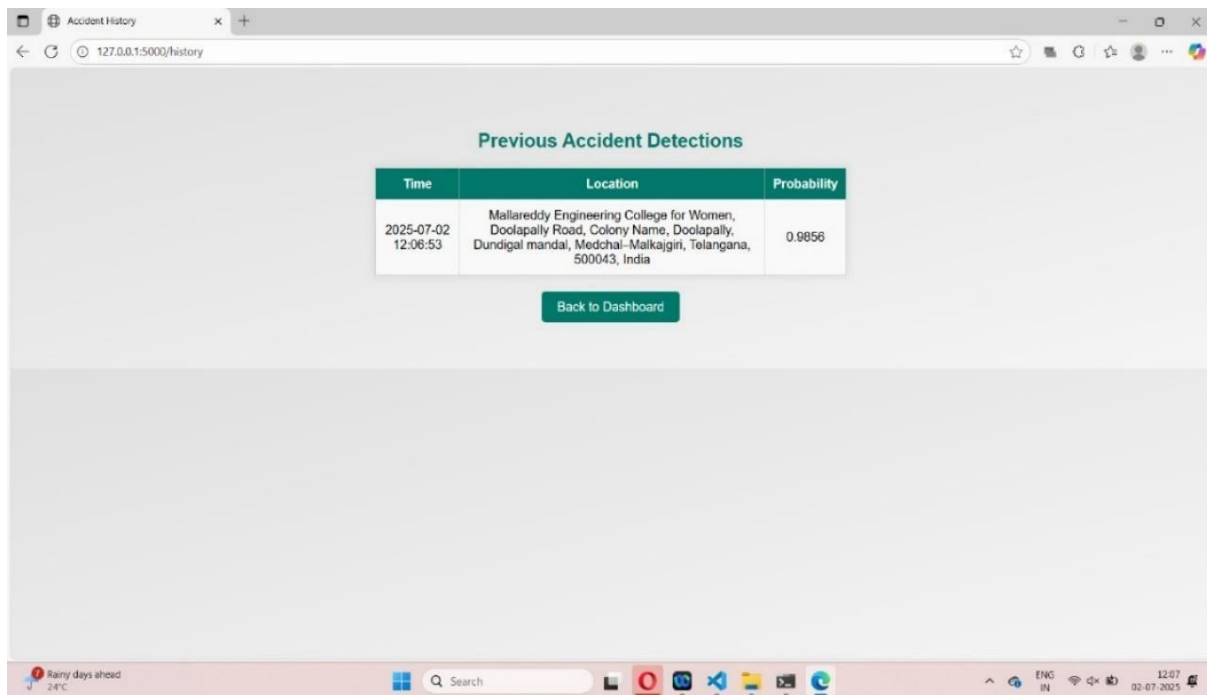 Accident History
127.0.0.1:5000/history
Previous Accident Detections
Time Location Probability
2025-07-02
12:06:53
Mallareddy Engineering College for Women,
Doolapally Road, Colony Name, Doolapally,
Dundigal mandal, Medchal–Malkajgiri, Telangana,
500043, India
0.9856
Back to Dashboard
1
Rainy days ahead
24°C
Search
ENG
IN
12:07
02-07-2025